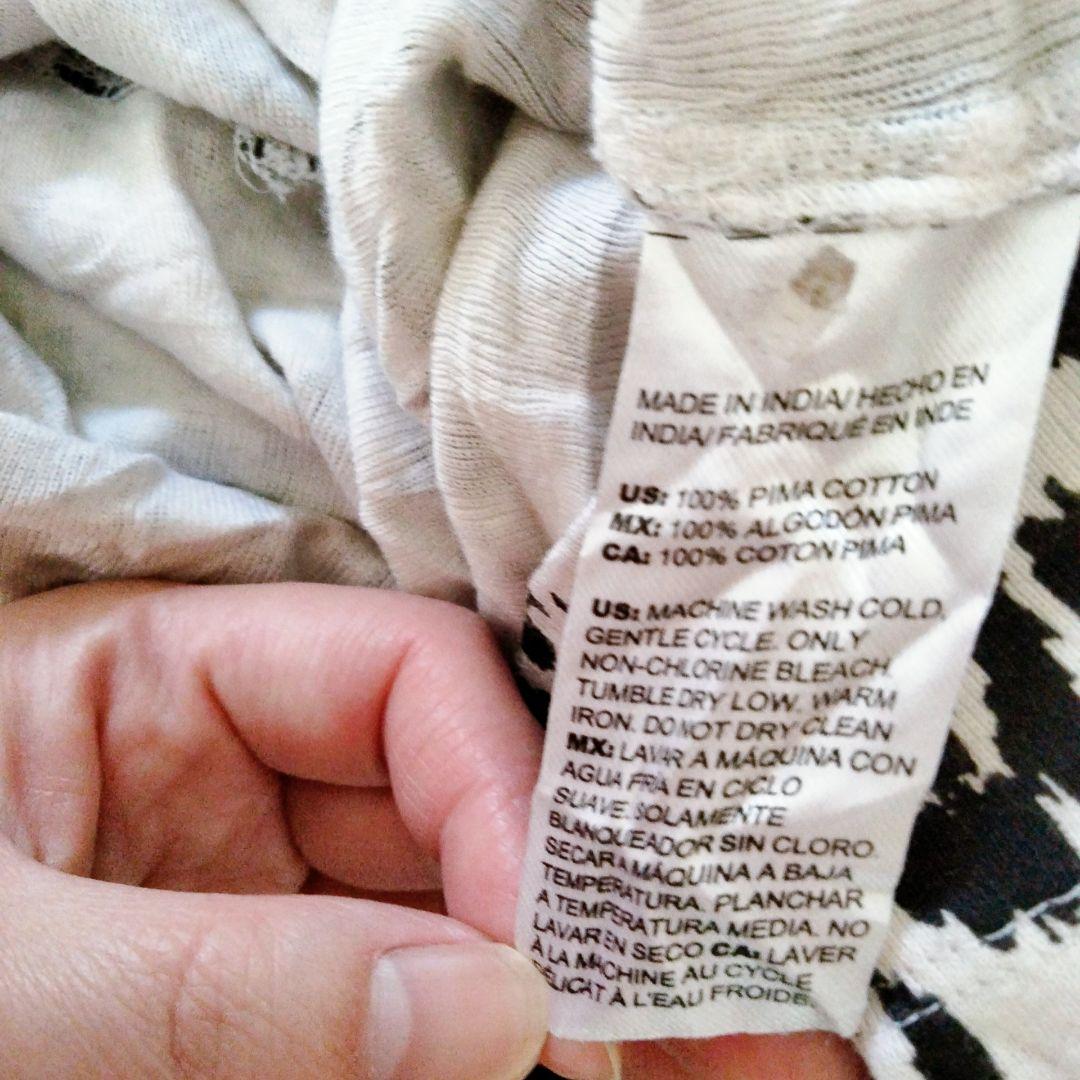 MADE IN INDIA/ HECHO EN
INDIA/ FABRIQUÉ EN INDE
US: 100% PIMA COTTON
MX: 100% ALGODÓN PIMA
CA: 100% COTON PIMA
US: MACHINE WASH COLD,
GENTLE CYCLE. ONLY
NON-CHLORINE BLEACH.
TUMBLE DRY LOW. WARM
IRON. DO NOT DRY CLEAN
MX: LAVAR A MÁQUINA CON
AGUA FRÍA EN CICLO
SUAVE. SOLAMENTE
BLANQUEADOR SIN CLORO.
SECAR A MÁQUINA A BAJA
TEMPERATURA. PLANCHAR
A TEMPERATURA MEDIA. NO
LAVAR EN SECO CA: LAVER
À LA MACHINE AU CYCLE
DÉLICAT À L'EAU FROIDE.